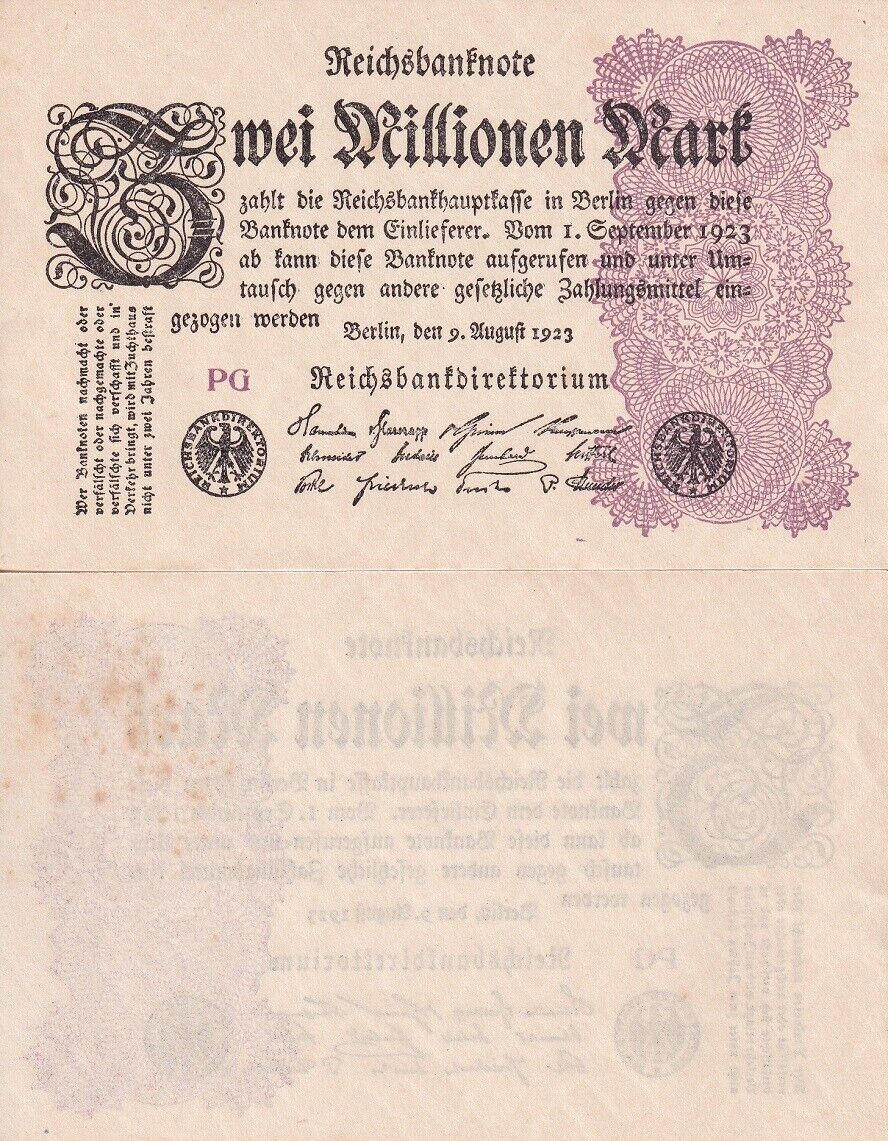 Reichsbanknote
Zwei Millionen Mark
zahlt die Reichsbankhauptkasse in Berlin gegen diese
Banknote dem Einlieferer. Vom 1. September 1923
ab kann diese Banknote aufgerufen und unter Um-
tausch gegen andere gesetzliche Zahlungsmittel ein-
gezogen werden
Berlin, den 9. August 1923
PG
Reichsbankdirektorium
REICHSBANKDIREKTORIUM
REICHSBANKDIREKTORIUM
Wer Banknoten nachmacht oder
verfälscht oder nachgemachte oder
verfälschte sich verschafft und in
Verkehr bringt, wird mit Zuchthaus
nicht unter zwei Jahren bestraft